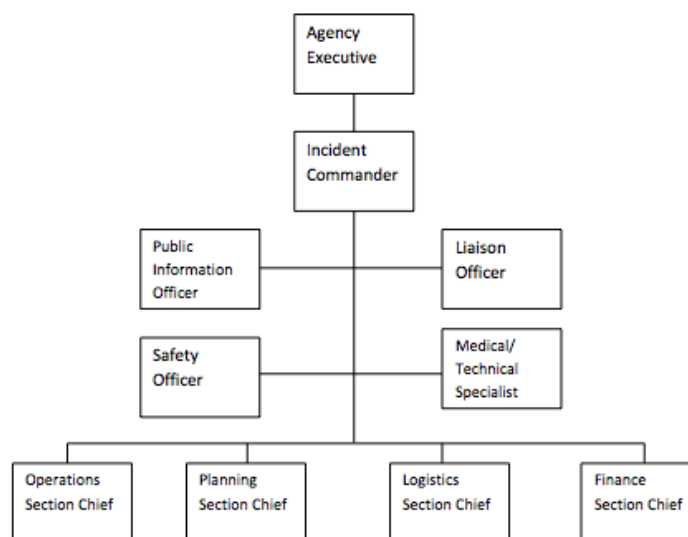 Agency
Executive
Incident
Commander
Public
Information
Officer
Liaison
Officer
Safety
Officer
Medical/
Technical
Specialist
Operations
Section Chief
Planning
Section Chief
Logistics
Section Chief
Finance
Section Chief